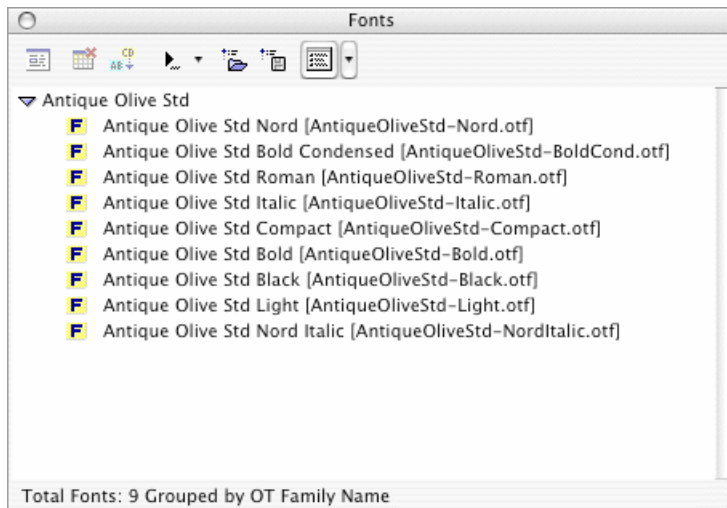 Fonts
CD
AB
Antique Olive Std
F Antique Olive Std Nord [AntiqueOliveStd-Nord.otf]
F Antique Olive Std Bold Condensed [AntiqueOliveStd-BoldCond.otf]
F Antique Olive Std Roman [AntiqueOliveStd-Roman.otf]
F Antique Olive Std Italic [AntiqueOliveStd-Italic.otf]
F Antique Olive Std Compact [AntiqueOliveStd-Compact.otf]
F Antique Olive Std Bold [AntiqueOliveStd-Bold.otf]
F Antique Olive Std Black [AntiqueOliveStd-Black.otf]
F Antique Olive Std Light [AntiqueOliveStd-Light.otf]
F Antique Olive Std Nord Italic [AntiqueOliveStd-NordItalic.otf]
Total Fonts: 9 Grouped by OT Family Name